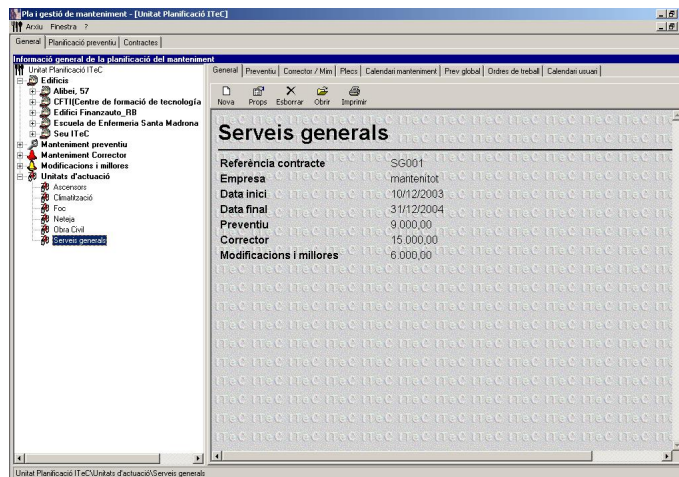 Pla i gestió de manteniment - [Unitat Planificació ITeC]
Arxiu Finestra ?
General Planificació preventiu Contractes
Informació general de la planificació del manteniment
Unitat Planificació ITeC
Edificis
Alibei, 57
CFTI(Centre de formació de tecnología
Edifici Finanzauto_RB
Escuela de Enfermeria Santa Madrona
Seu ITeC
Manteniment preventiu
Manteniment Corrector
Modificacions i millores
Unitats d'actuació
Ascensors
Climatització
Foc
Neteja
Obra Civil
Serveis generals
General Preventiu Corrector / Mim Plecs Calendari manteniment Prev global Ordres de treball Calendari usuari
Nova Props Esborrar Obrir Imprimir
Serveis generals
Referència contracte SG001
Empresa mantenitot
Data inici 10/12/2003
Data final 31/12/2004
Preventiu 9.000,00
Corrector 15.000,00
Modificacions i millores 6.000,00
Unitat Planificació ITeC\Unitats d'actuació\Serveis generals